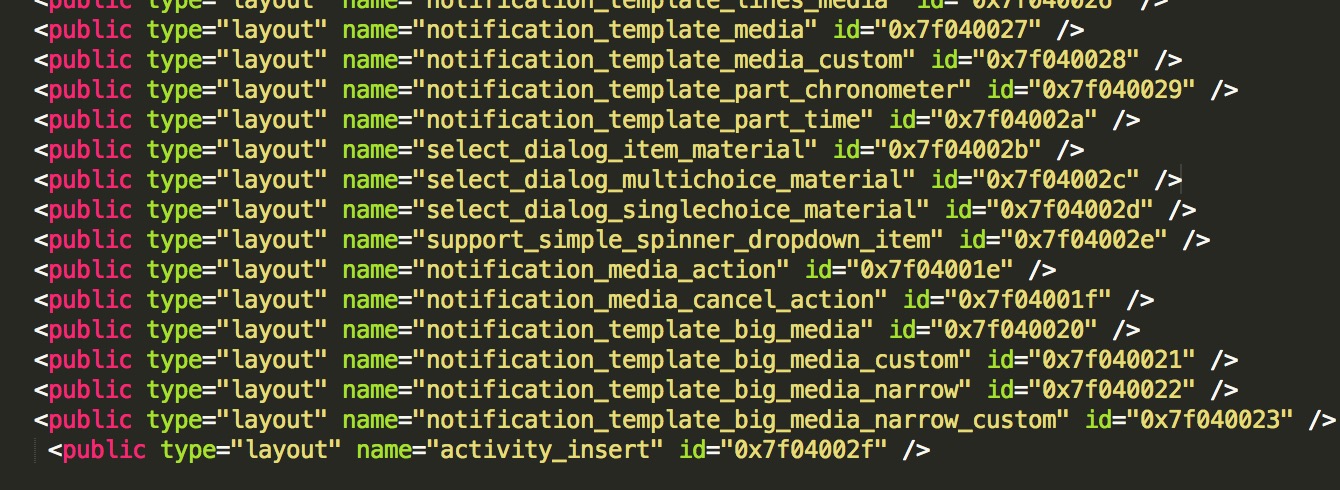 <public type="layout" name="notification_template_lines_media" id="0x7f040026" />
<public type="layout" name="notification_template_media" id="0x7f040027" />
<public type="layout" name="notification_template_media_custom" id="0x7f040028" />
<public type="layout" name="notification_template_part_chronometer" id="0x7f040029" />
<public type="layout" name="notification_template_part_time" id="0x7f04002a" />
<public type="layout" name="select_dialog_item_material" id="0x7f04002b" />
<public type="layout" name="select_dialog_multichoice_material" id="0x7f04002c" />
<public type="layout" name="select_dialog_singlechoice_material" id="0x7f04002d" />
<public type="layout" name="support_simple_spinner_dropdown_item" id="0x7f04002e" />
<public type="layout" name="notification_media_action" id="0x7f04001e" />
<public type="layout" name="notification_media_cancel_action" id="0x7f04001f" />
<public type="layout" name="notification_template_big_media" id="0x7f040020" />
<public type="layout" name="notification_template_big_media_custom" id="0x7f040021" />
<public type="layout" name="notification_template_big_media_narrow" id="0x7f040022" />
<public type="layout" name="notification_template_big_media_narrow_custom" id="0x7f040023" />
<public type="layout" name="activity_insert" id="0x7f04002f" />